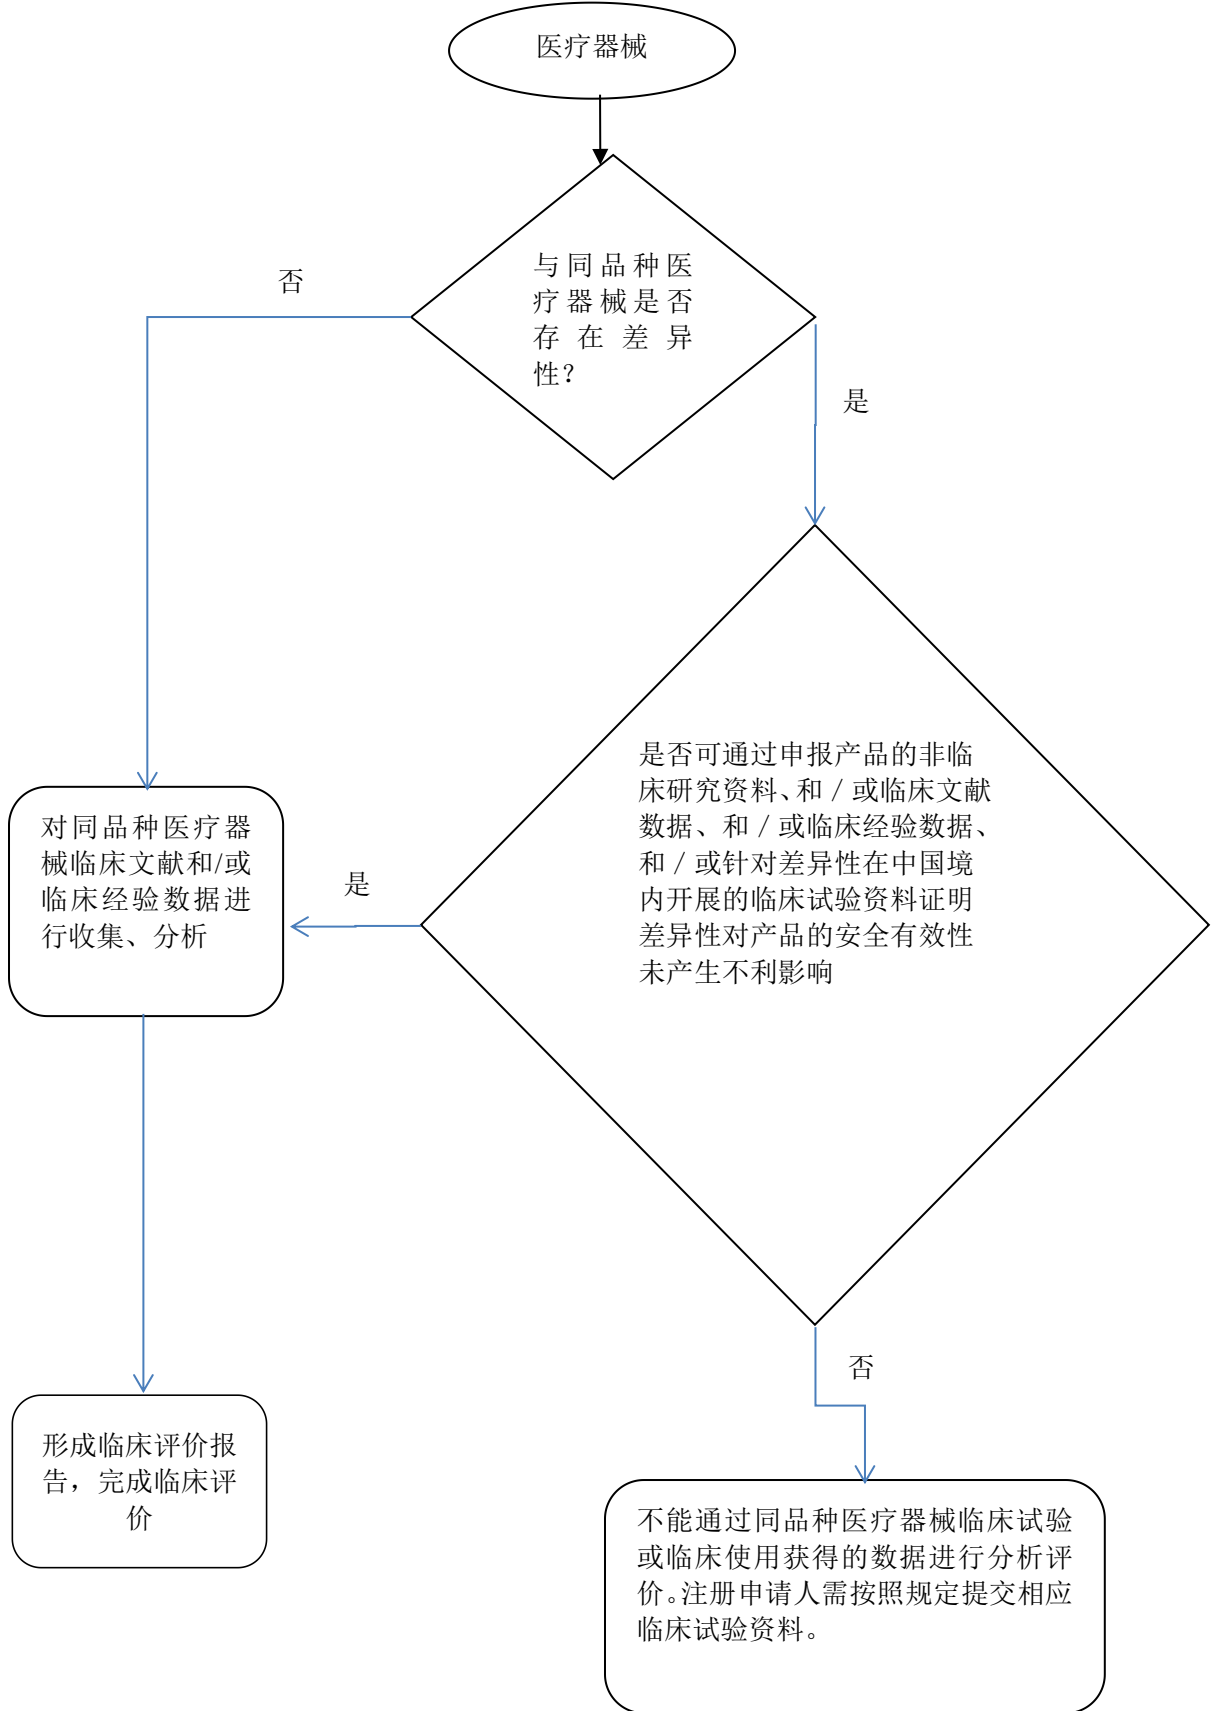 医疗器械
否
与同品种医
疗器械是否
存在差异
性？
是
是否可通过申报产品的非临
床研究资料、和／或临床文献
数据、和／或临床经验数据、
和／或针对差异性在中国境
内开展的临床试验资料证明
差异性对产品的安全有效性
未产生不利影响
是
对同品种医疗器
械临床文献和/或
临床经验数据进
行收集、分析
否
形成临床评价报
告，完成临床评
价
不能通过同品种医疗器械临床试验
或临床使用获得的数据进行分析评
价。注册申请人需按照规定提交相应
临床试验资料。